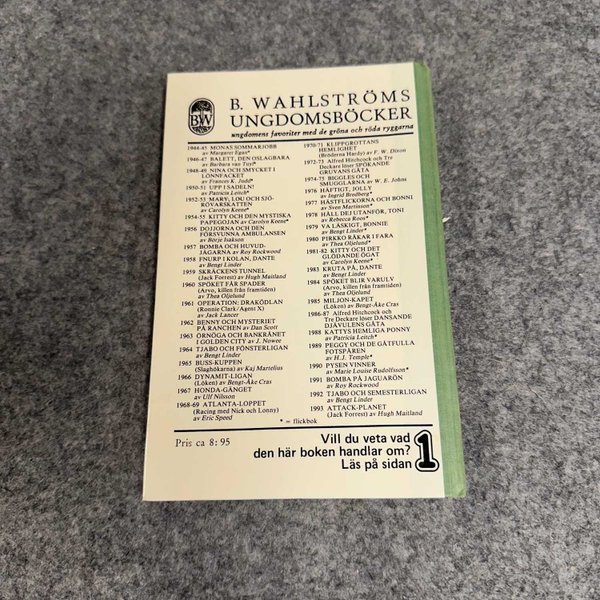 BW
B. WAHLSTRÖMS
UNGDOMSBÖCKER
ungdomens favoriter med de gröna och röda ryggarna
1944-45 MONAS SOMMARJOBB
av Margaret Egan*
1946-47 BALETT, DEN OSLAGBARA
av Barbara van Tuy*
1948-49 NINA OCH SMYCKET I
LÖNNFACKET
av Frances K. Judd*
1950-51 UPP I SADELN!
av Patricia Leitch*
1952-53 MARY, LOU OCH SJÖ-
RÖVARSKATTEN
av Carolyn Keene*
1954-55 KITTY OCH DEN MYSTISKA
PAPEGOJAN av Carolyn Keene*
1956 DOJJORNA OCH DEN
FÖRSVUNNA AMBULANSEN
av Börje Isakson
1957 BOMBA OCH HUVUD-
JÄGARNA av Roy Rockwood
1958 FNURP I KOLAN, DANTE
av Bengt Linder
1959 SKRÄCKENS TUNNEL
(Jack Forrest) av Hugh Maitland
1960 SPÖKET FÅR SPADER
(Arvo, killen från framtiden)
av Thea Oljelund
1961 OPERATION: DRAKÖDLAN
(Ronnie Clark/Agent X)
av Jack Lancer
1962 BENNY OCH MYSTERIET
PÅ RANCHEN av Dan Scott
1963 ÖRNÖGA OCH BANKRÅNET
I GOLDEN CITY av J. Nowee
1964 TJABO OCH FÖNSTERLIGAN
av Bengt Linder
1965 BUSS-KUPPEN
(Slaghökarna) av Kaj Martelius
1966 DYNAMIT-LIGAN
(Löken) av Bengt-Åke Cras
1967 HONDA-GÄNGET
av Ulf Nilsson
1968-69 ATLANTA-LOPPET
(Racing med Nick och Lonny)
av Eric Speed
1970-71 KLIPPGROTTANS
HEMLIGHET
(Bröderna Hardy) av F. W. Dixon
1972-73 Alfred Hitchcock och Tre
Deckare löser SPÖKANDE
GRUVANS GÅTA
1974-75 BIGGLES OCH
SMUGGLARNA av W. E. Johns
1976 HÄFTIGT, JOLLY
av Ingrid Bredberg*
1977 HÄSTFLICKORNA OCH BONNI
av Sven Martinson*
1978 HÅLL DEJ UTANFÖR, TONI
av Rebecca Roos*
1979 VA LÄSKIGT, BONNIE
av Bengt Linder*
1980 PIRKKO RÅKAR I FARA
av Thea Oljelund*
1981-82 KITTY OCH DET
GLÖDANDE ÖGAT
av Carolyn Keene*
1983 KRUTA PÅ, DANTE
av Bengt Linder
1984 SPÖKET BLIR VARULV
(Arvo, killen från framtiden)
av Thea Oljelund
1985 MILJON-KAPET
(Löken) av Bengt-Åke Cras
1986-87 Alfred Hitchcock och
Tre Deckare löser DANSANDE
DJÄVULENS GÅTA
1988 KATTYS HEMLIGA PONNY
av Patricia Leitch*
1989 PEGGY OCH DE GÅTFULLA
FOTSPÅREN
av H.J. Temple*
1990 PYSEN VINNER
av Marie Louise Rudolfsson*
1991 BOMBA PÅ JAGUARÖN
av Roy Rockwood
1992 TJABO OCH SEMESTERLIGAN
av Bengt Linder
1993 ATTACK-PLANET
(Jack Forrest) av Hugh Maitland
* = flickbok
Pris ca 8:95
Vill du veta vad
den här boken handlar om?
Läs på sidan 1